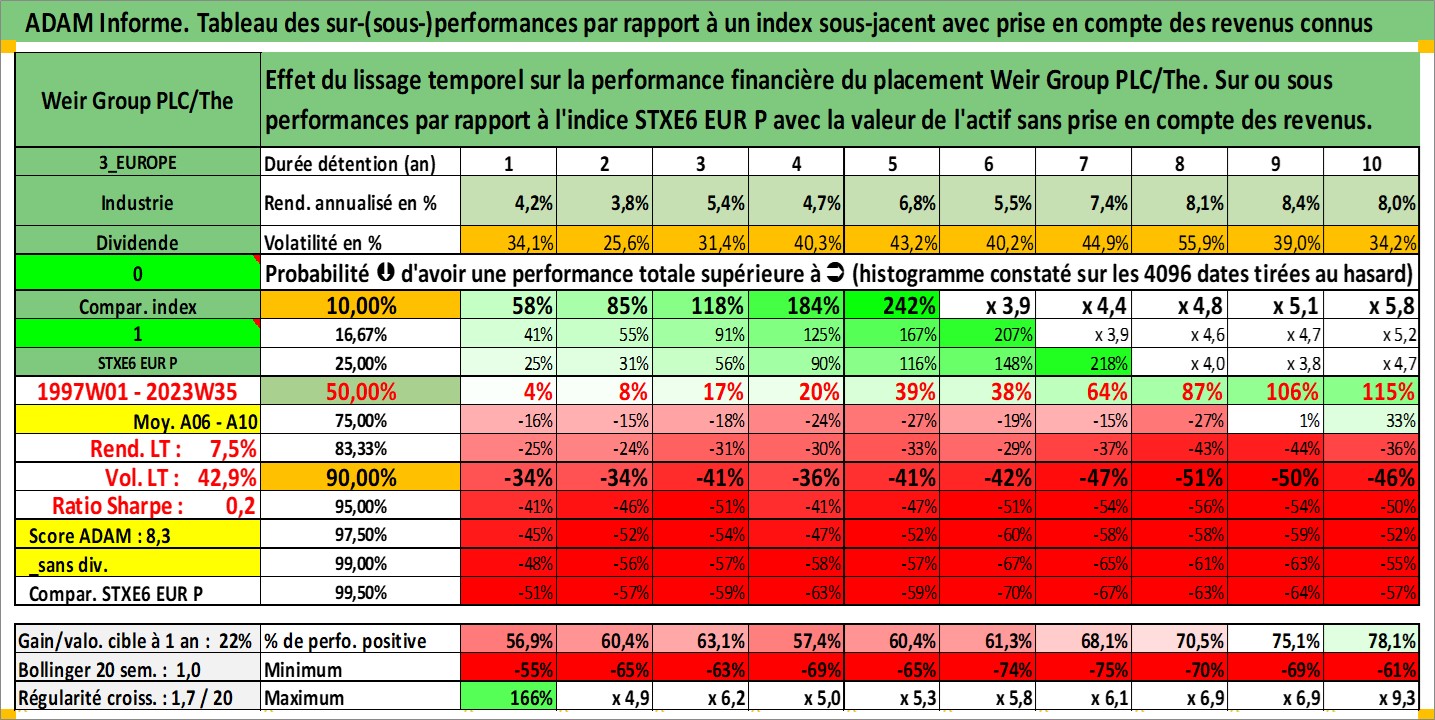 ADAM Informe. Tableau des sur-(sous-)performances par rapport à un index sous-jacent avec prise en compte des revenus connus
Weir Group PLC/The
Effet du lissage temporel sur la performance financière du placement Weir Group PLC/The. Sur ou sous
performances par rapport à l'indice STXE6 EUR P avec la valeur de l'actif sans prise en compte des revenus.
3_EUROPE Durée détention (an) 1 2 3 4 5 6 7 8 9 10
Industrie Rend. annualisé en % 4,2% 3,8% 5,4% 4,7% 6,8% 5,5% 7,4% 8,1% 8,4% 8,0%
Dividende Volatilité en % 34,1% 25,6% 31,4% 40,3% 43,2% 40,2% 44,9% 55,9% 39,0% 34,2%
0 Probabilité ⬇ d'avoir une performance totale supérieure à ➲ (histogramme constaté sur les 4096 dates tirées au hasard)
Compar. index 10,00% 58% 85% 118% 184% 242% x 3,9 x 4,4 x 4,8 x 5,1 x 5,8
1 16,67% 41% 55% 91% 125% 167% 207% x 3,9 x 4,6 x 4,7 x 5,2
STXE6 EUR P 25,00% 25% 31% 56% 90% 116% 148% 218% x 4,0 x 3,8 x 4,7
1997W01 - 2023W35 50,00% 4% 8% 17% 20% 39% 38% 64% 87% 106% 115%
Moy. A06 - A10 75,00% -16% -15% -18% -24% -27% -19% -15% -27% 1% 33%
Rend. LT : 7,5% 83,33% -25% -24% -31% -30% -33% -29% -37% -43% -44% -36%
Vol. LT : 42,9% 90,00% -34% -34% -41% -36% -41% -42% -47% -51% -50% -46%
Ratio Sharpe : 0,2 95,00% -41% -46% -51% -41% -47% -51% -54% -56% -54% -50%
Score ADAM : 8,3 97,50% -45% -52% -54% -47% -52% -60% -58% -58% -59% -52%
_sans div. 99,00% -48% -56% -57% -58% -57% -67% -65% -61% -63% -55%
Compar. STXE6 EUR P 99,50% -51% -57% -59% -63% -59% -70% -67% -63% -64% -57%
Gain/valo. cible à 1 an : 22% % de perfo. positive 56,9% 60,4% 63,1% 57,4% 60,4% 61,3% 68,1% 70,5% 75,1% 78,1%
Bollinger 20 sem. : 1,0 Minimum -55% -65% -63% -69% -65% -74% -75% -70% -69% -61%
Régularité croiss. : 1,7 / 20 Maximum 166% x 4,9 x 6,2 x 5,0 x 5,3 x 5,8 x 6,1 x 6,9 x 6,9 x 9,3